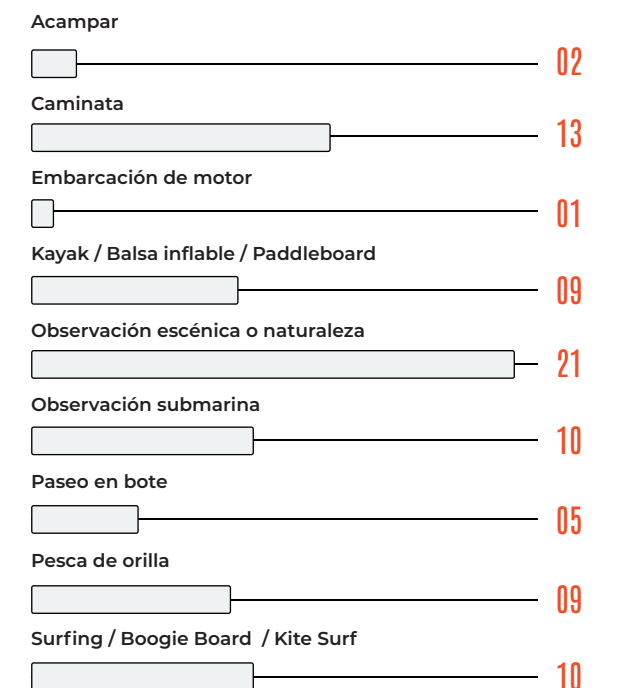 Acampar
02
Caminata
13
Embarcación de motor
01
Kayak / Balsa inflable / Paddleboard
09
Observación escénica o naturaleza
21
Observación submarina
10
Paseo en bote
05
Pesca de orilla
09
Surfing / Boogie Board / Kite Surf
10